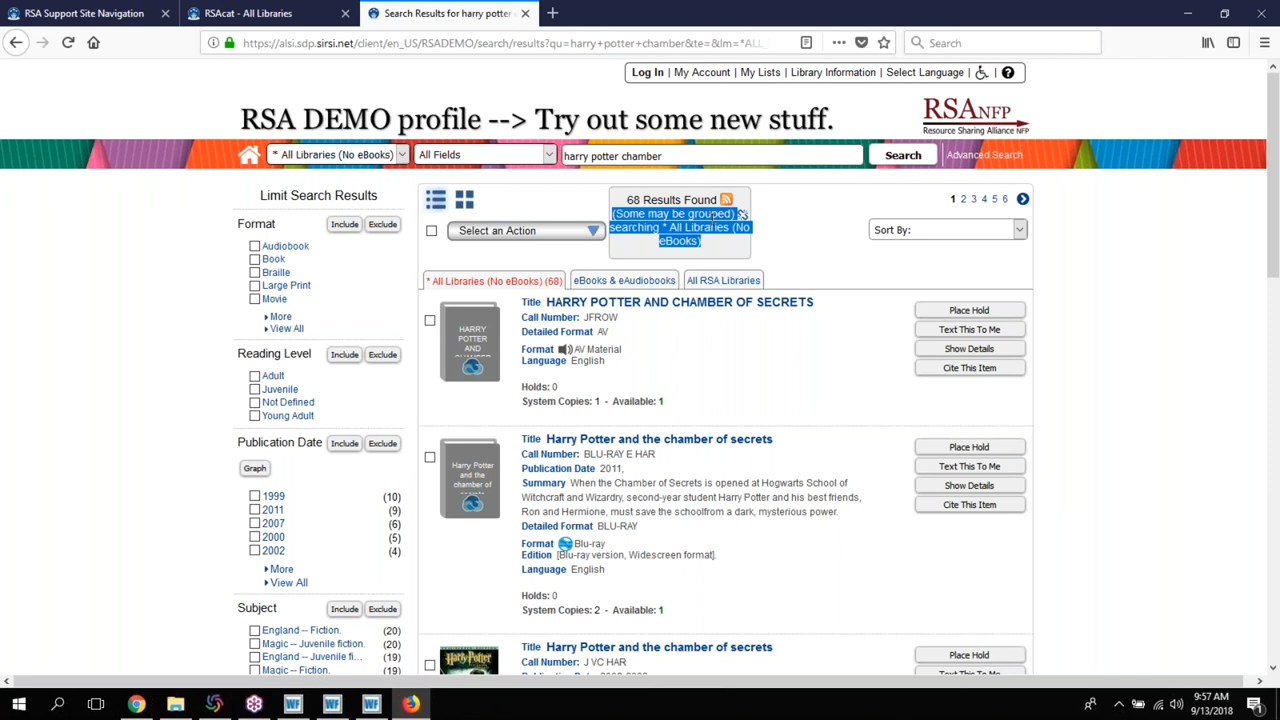 RSA Support Site Navigation
RSAcat - All Libraries
Search Results for harry potter
https://alsi.sdp.sirsi.net/client/en_US/RSADEMO/search/results?qu=harry+potter+chamber&te=&lm=*ALL_
Search
Log In | My Account | My Lists | Library Information | Select Language |
RSA DEMO profile --> Try out some new stuff.
RSANFP
Resource Sharing Alliance NFP
* All Libraries (No eBooks)
All Fields
harry potter chamber
Search
Advanced Search
Limit Search Results
Format
Include
Exclude
Audiobook
Book
Braille
Large Print
Movie
More
View All
Reading Level
Include
Exclude
Adult
Juvenile
Not Defined
Young Adult
Publication Date
Include
Exclude
Graph
1999 (10)
2011 (9)
2007 (6)
2000 (5)
2002 (4)
More
View All
Subject
Include
Exclude
England -- Fiction. (20)
Magic -- Juvenile fiction. (20)
England -- Juvenile fi... (19)
Magic -- Fiction. (19)
68 Results Found
(Some may be grouped)
searching * All Libraries (No
eBooks)
Select an Action
1 2 3 4 5 6
Sort By:
* All Libraries (No eBooks) (68)
eBooks & eAudiobooks
All RSA Libraries
HARRY
POTTER
AND
CHAMBER
Title HARRY POTTER AND CHAMBER OF SECRETS
Call Number: JFROW
Detailed Format AV
Format AV Material
Language English
Holds: 0
System Copies: 1 - Available: 1
Place Hold
Text This To Me
Show Details
Cite This Item
Harry Potter
and the
chamber of
secrets
Title Harry Potter and the chamber of secrets
Call Number: BLU-RAY E HAR
Publication Date 2011,
Summary When the Chamber of Secrets is opened at Hogwarts School of
Witchcraft and Wizardry, second-year student Harry Potter and his best friends,
Ron and Hermione, must save the schoolfrom a dark, mysterious power.
Detailed Format BLU-RAY
Format Blu-ray
Edition [Blu-ray version, Widescreen format].
Language English
Holds: 0
System Copies: 2 - Available: 1
Place Hold
Text This To Me
Show Details
Cite This Item
Harry Potter
Title Harry Potter and the chamber of secrets
Call Number: J VC HAR
Place Hold
Text This To Me
9:57 AM
9/13/2018